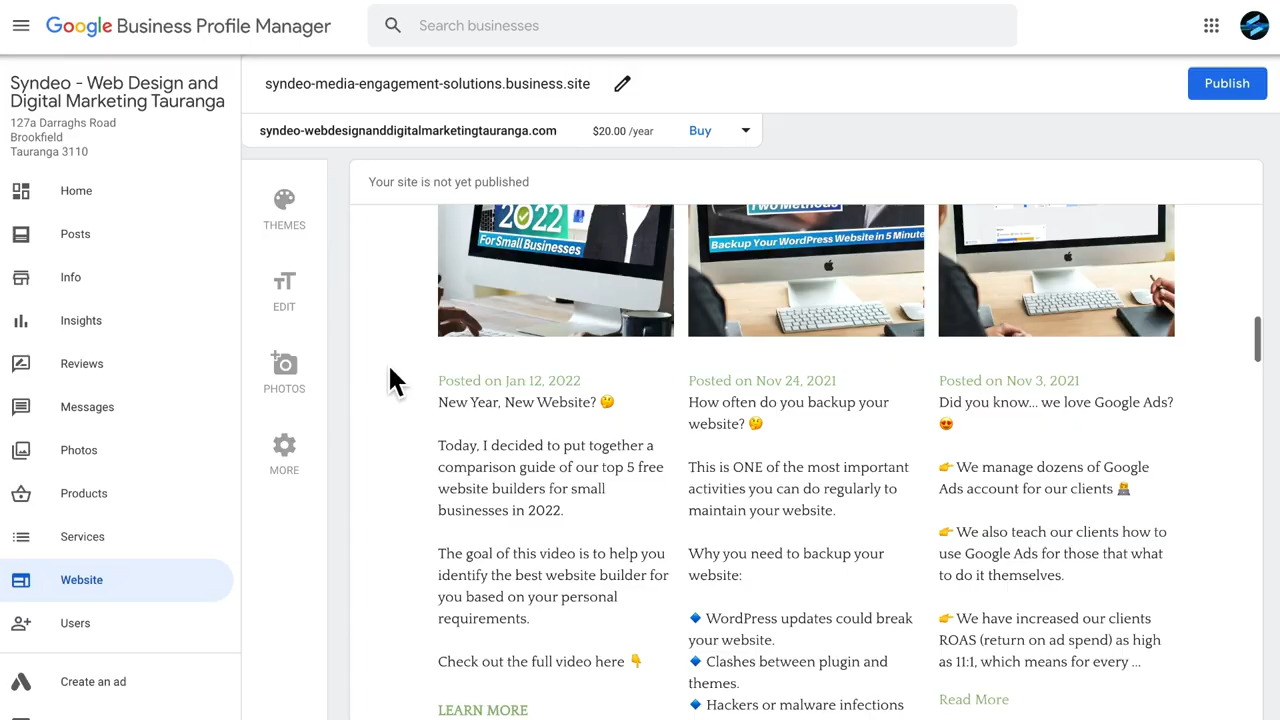 Google Business Profile Manager
Search businesses
Syndeo - Web Design and
Digital Marketing Tauranga
127a Darraghs Road
Brookfield
Tauranga 3110
Home
Posts
Info
Insights
Reviews
Messages
Photos
Products
Services
Website
Users
Create an ad
syndeo-media-engagement-solutions.business.site
Publish
syndeo-webdesignanddigitalmarketingtauranga.com $20.00 /year Buy
THEMES
EDIT
PHOTOS
MORE
Your site is not yet published
2022
For Small Businesses
Two Methods
Backup Your WordPress Website in 5 Minute
Posted on Jan 12, 2022
New Year, New Website? 🤔
Today, I decided to put together a
comparison guide of our top 5 free
website builders for small
businesses in 2022.
The goal of this video is to help you
identify the best website builder for
you based on your personal
requirements.
Check out the full video here 👇
LEARN MORE
Posted on Nov 24, 2021
How often do you backup your
website? 🤔
This is ONE of the most important
activities you can do regularly to
maintain your website.
Why you need to backup your
website:
🔹 WordPress updates could break
your website.
🔹 Clashes between plugin and
themes.
🔹 Hackers or malware infections
Posted on Nov 3, 2021
Did you know... we love Google Ads?
😍
👉 We manage dozens of Google
Ads account for our clients 👩‍💻
👉 We also teach our clients how to
use Google Ads for those that what
to do it themselves.
👉 We have increased our clients
ROAS (return on ad spend) as high
as 11:1, which means for every ...
Read More